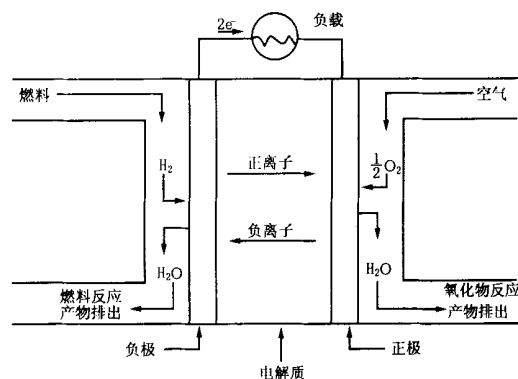 2e⁻
负载
燃料
空气
H₂
正离子
½O₂
负离子
H₂O
H₂O
燃料反应
产物排出
氧化物反应
产物排出
负极
电解质
正极